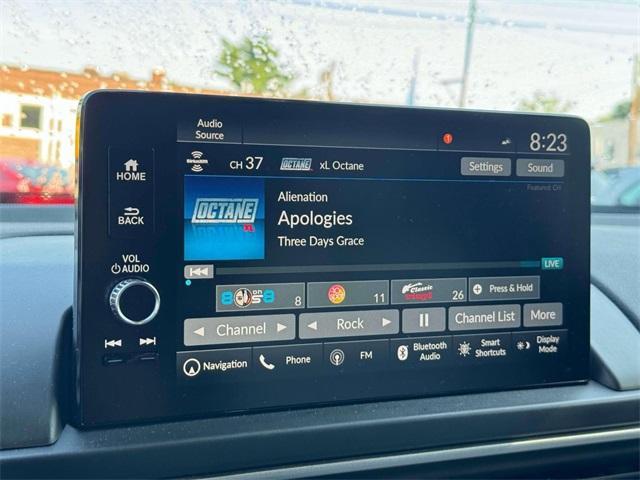 Audio
Source
8:23
HOME
BACK
VOL
AUDIO
SiriusXM
CH 37
OCTANE
xL Octane
Settings
Sound
Featured: CH
OCTANE
XL
Alienation
Apologies
Three Days Grace
LIVE
8
11
26
Press & Hold
Channel
Rock
Channel List
More
Navigation
Phone
FM
Bluetooth
Audio
Smart
Shortcuts
Display
Mode